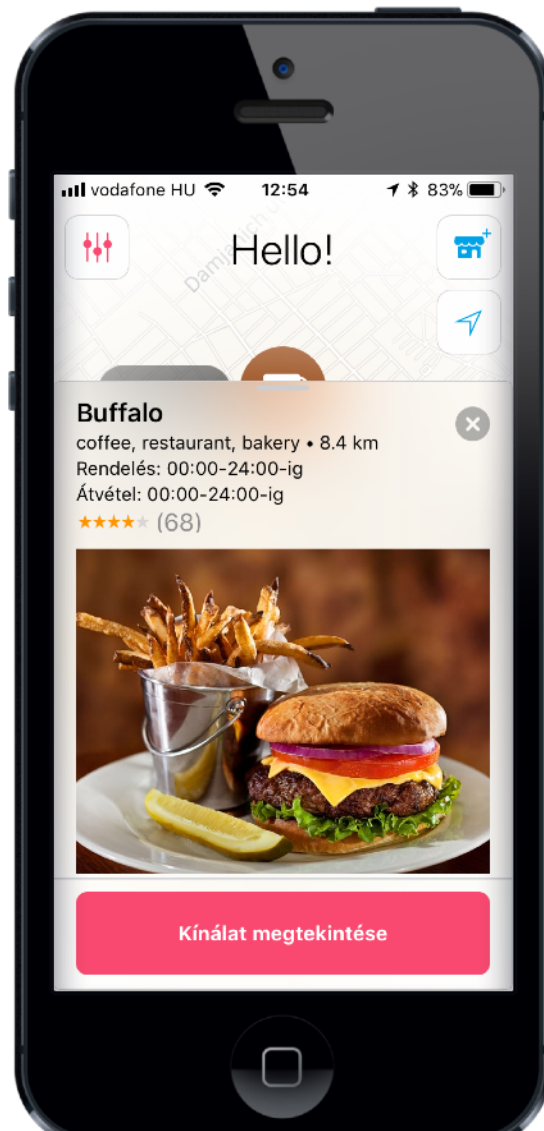 vodafone HU 12:54 83%
Hello!
Buffalo
coffee, restaurant, bakery • 8.4 km
Rendelés: 00:00-24:00-ig
Átvétel: 00:00-24:00-ig
★★★★★ (68)
Kínálat megtekintése